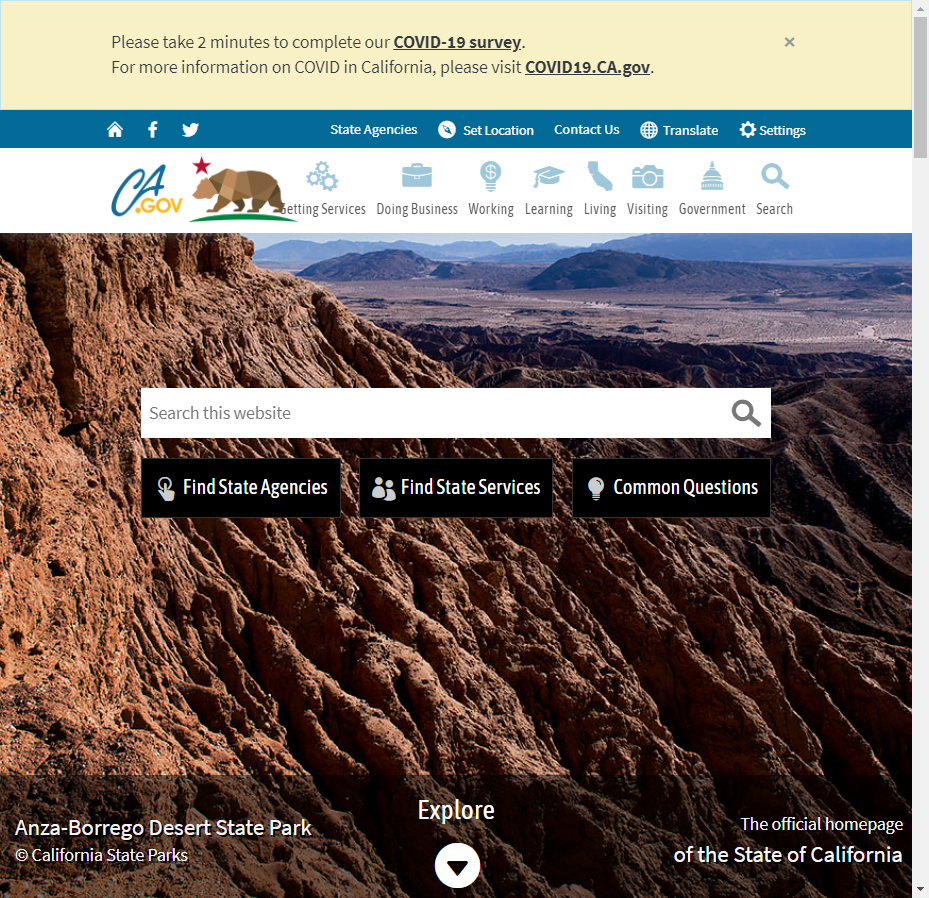 Please take 2 minutes to complete our COVID-19 survey.
×
For more information on COVID in California, please visit COVID19.CA.gov.
State Agencies
Set Location
Contact Us
Translate
Settings
CA.GOV
Getting Services
Doing Business
Working
Learning
Living
Visiting
Government
Search
Search this website
Find State Agencies
Find State Services
Common Questions
Explore
Anza-Borrego Desert State Park
© California State Parks
The official homepage
of the State of California